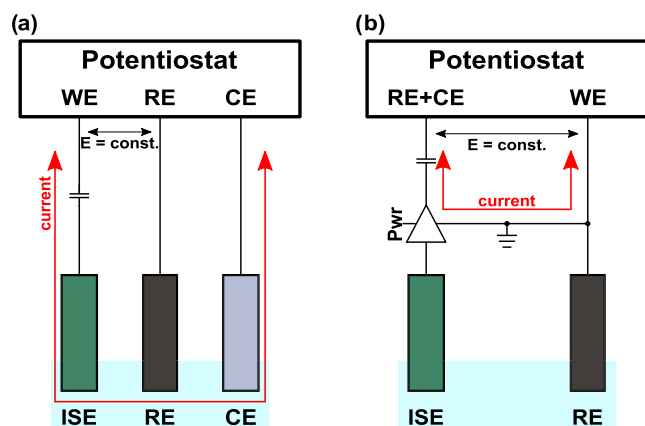 (a)
Potentiostat
WE RE CE
E = const.
current
ISE RE CE
(b)
Potentiostat
RE+CE WE
E = const.
current
Pwr
ISE RE